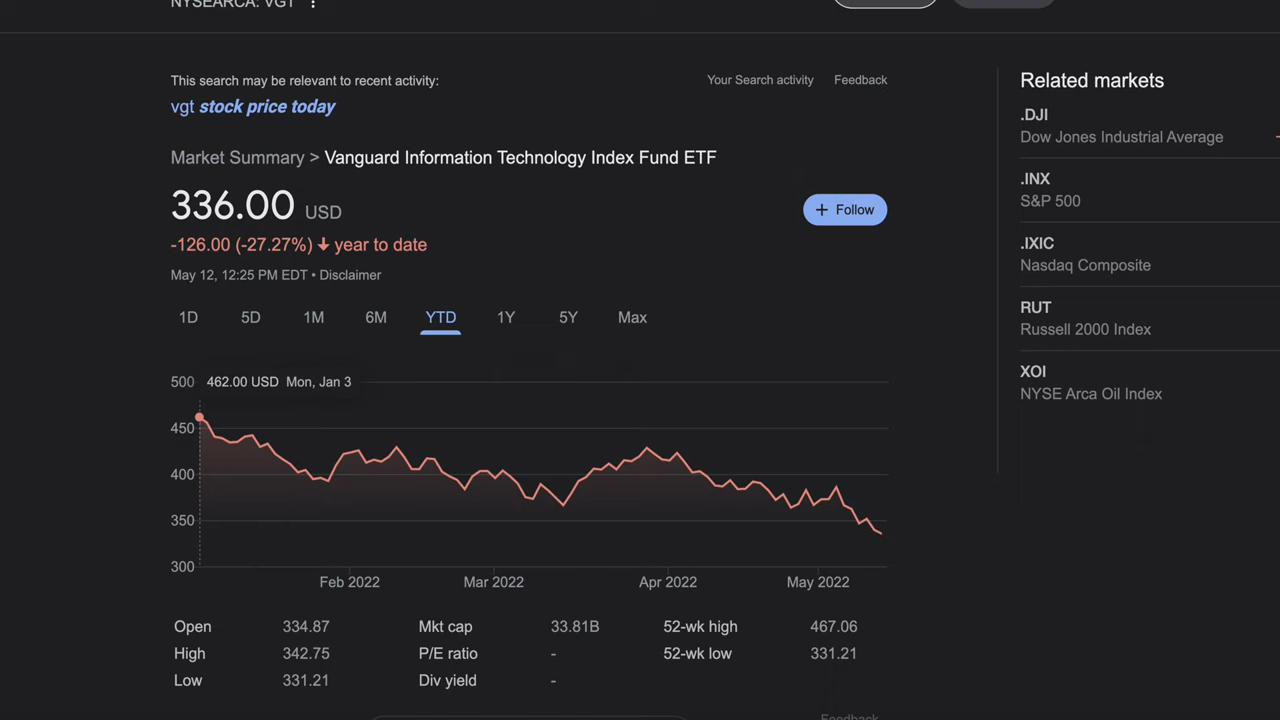 NYSEARCA: VGT
This search may be relevant to recent activity:
Your Search activity
Feedback
vgt stock price today
Market Summary > Vanguard Information Technology Index Fund ETF
336.00 USD
+ Follow
-126.00 (-27.27%) ↓ year to date
May 12, 12:25 PM EDT • Disclaimer
1D 5D 1M 6M YTD 1Y 5Y Max
500 462.00 USD Mon, Jan 3
450
400
350
300
Feb 2022 Mar 2022 Apr 2022 May 2022
Open 334.87 Mkt cap 33.81B 52-wk high 467.06
High 342.75 P/E ratio - 52-wk low 331.21
Low 331.21 Div yield -
Feedback
Related markets
.DJI
Dow Jones Industrial Average
.INX
S&P 500
.IXIC
Nasdaq Composite
RUT
Russell 2000 Index
XOI
NYSE Arca Oil Index